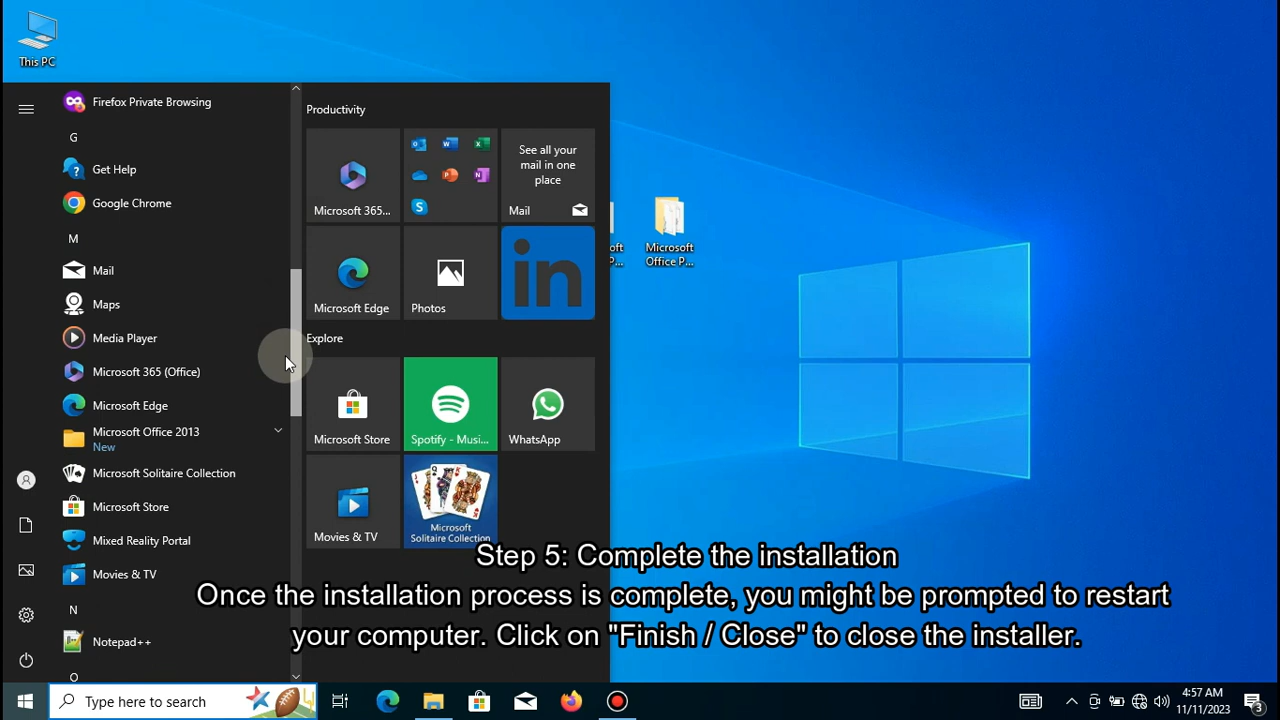 This PC
Firefox Private Browsing
G
Get Help
Google Chrome
M
Mail
Maps
Media Player
Microsoft 365 (Office)
Microsoft Edge
Microsoft Office 2013
New
Microsoft Solitaire Collection
Microsoft Store
Mixed Reality Portal
Movies & TV
N
Notepad++
O
Productivity
Microsoft 365...
See all your
mail in one
place
Mail
Microsoft Edge
Photos
in
Explore
Microsoft Store
Spotify - Musi...
WhatsApp
Movies & TV
Microsoft
Solitaire Collection
oft
P...
Microsoft
Office P...
Step 5: Complete the installation
Once the installation process is complete, you might be prompted to restart
your computer. Click on "Finish / Close" to close the installer.
Type here to search
4:57 AM
11/11/2023
3